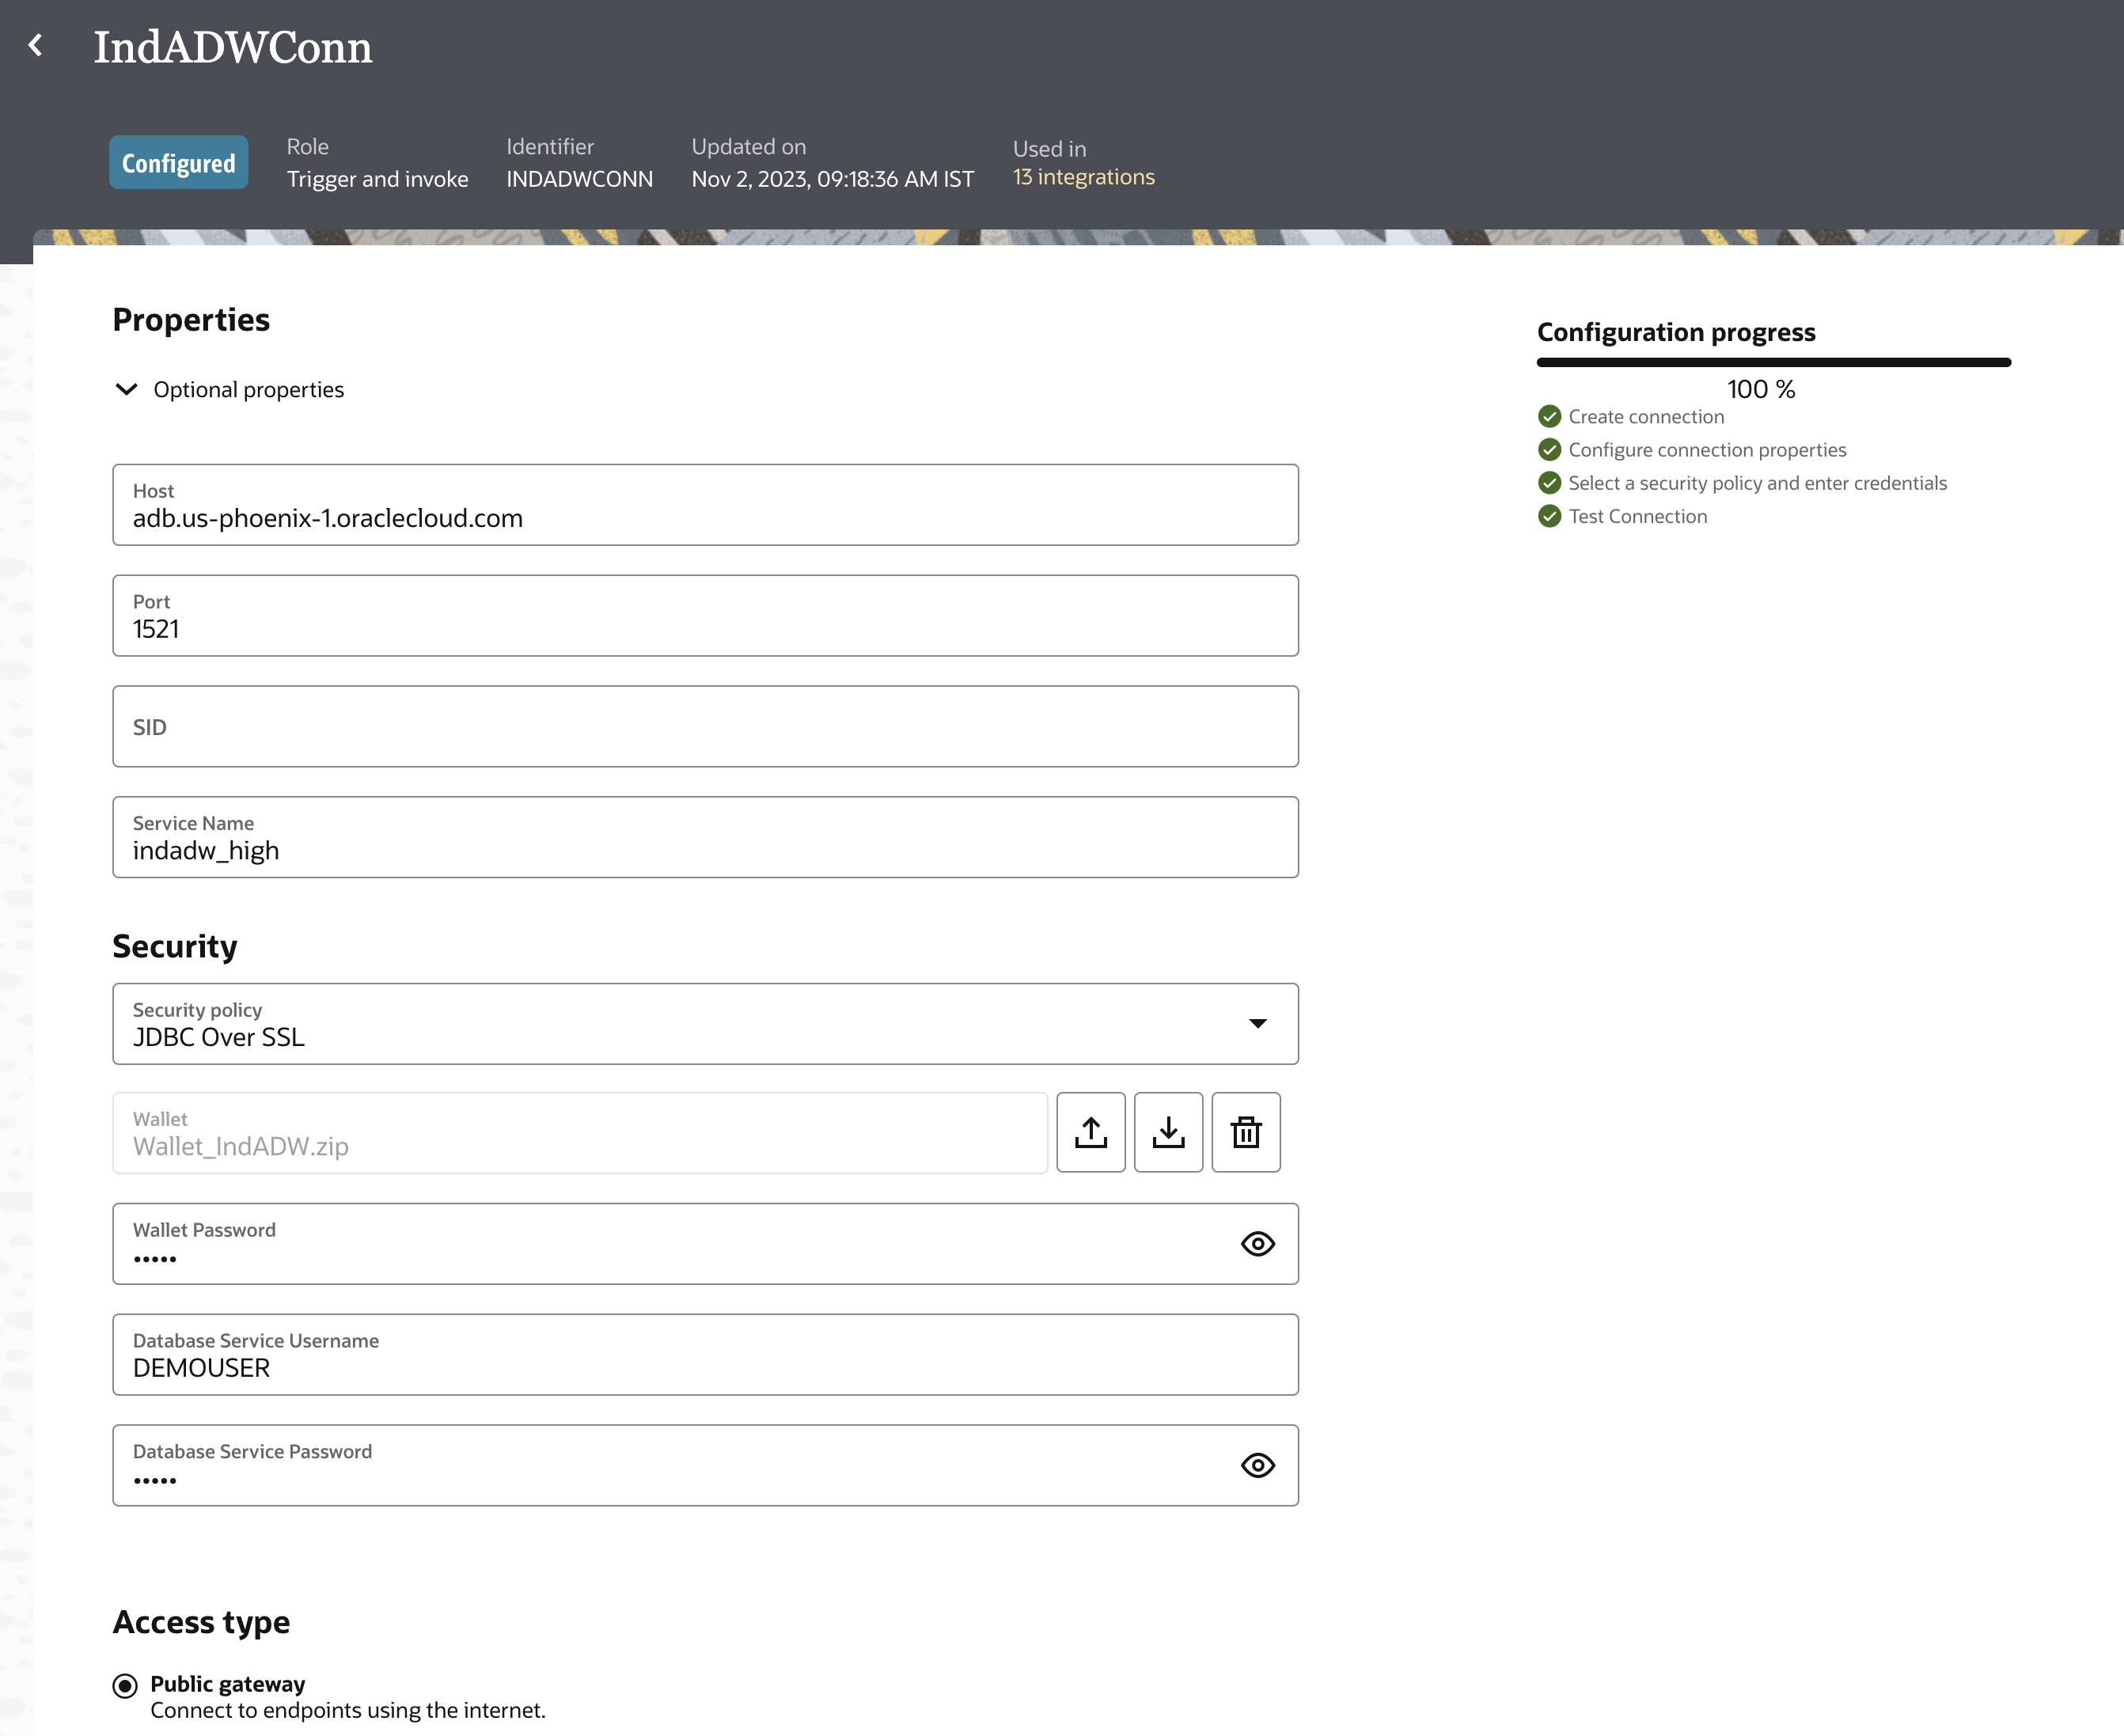 IndADWConn
Configured
Role
Trigger and invoke
Identifier
INDADWCONN
Updated on
Nov 2, 2023, 09:18:36 AM IST
Used in
13 integrations
Properties
Optional properties
Host
adb.us-phoenix-1.oraclecloud.com
Port
1521
SID
Service Name
indadw_high
Security
Security policy
JDBC Over SSL
Wallet
Wallet_IndADW.zip
Wallet Password
•••••
Database Service Username
DEMOUSER
Database Service Password
•••••
Access type
Public gateway
Connect to endpoints using the internet.
Configuration progress
100 %
Create connection
Configure connection properties
Select a security policy and enter credentials
Test Connection